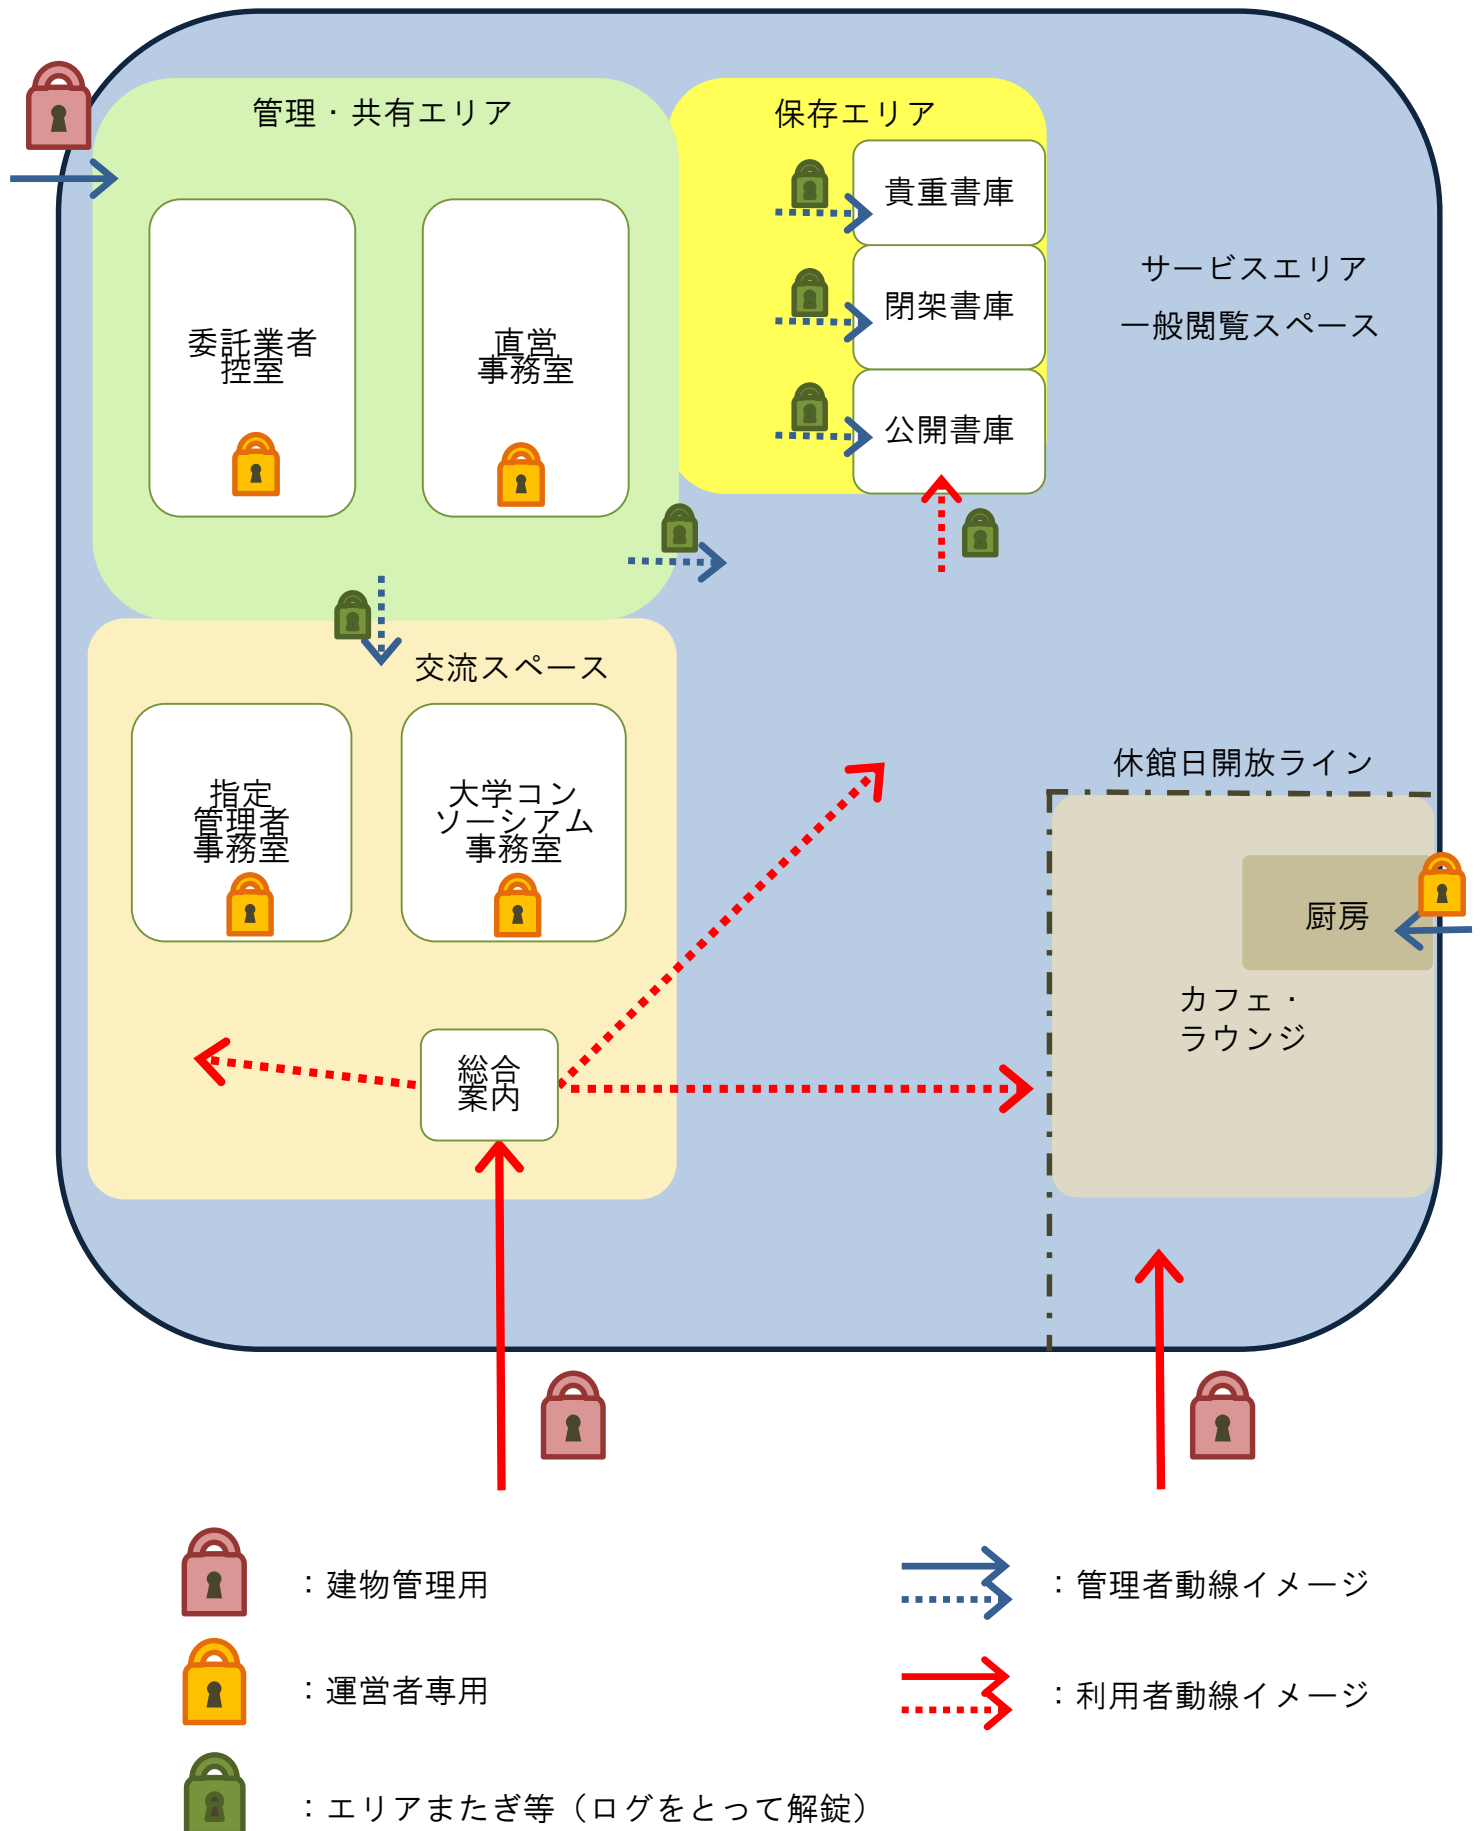 管理・共有エリア
保存エリア
貴重書庫
閉架書庫
公開書庫
サービスエリア
一般閲覧スペース
委託業者
控室
直営
事務室
交流スペース
指定
管理者
事務室
大学コン
ソーシアム
事務室
総合
案内
休館日開放ライン
厨房
カフェ・
ラウンジ
：建物管理用
：運営者専用
：エリアまたぎ等（ログをとって解錠）
：管理者動線イメージ
：利用者動線イメージ